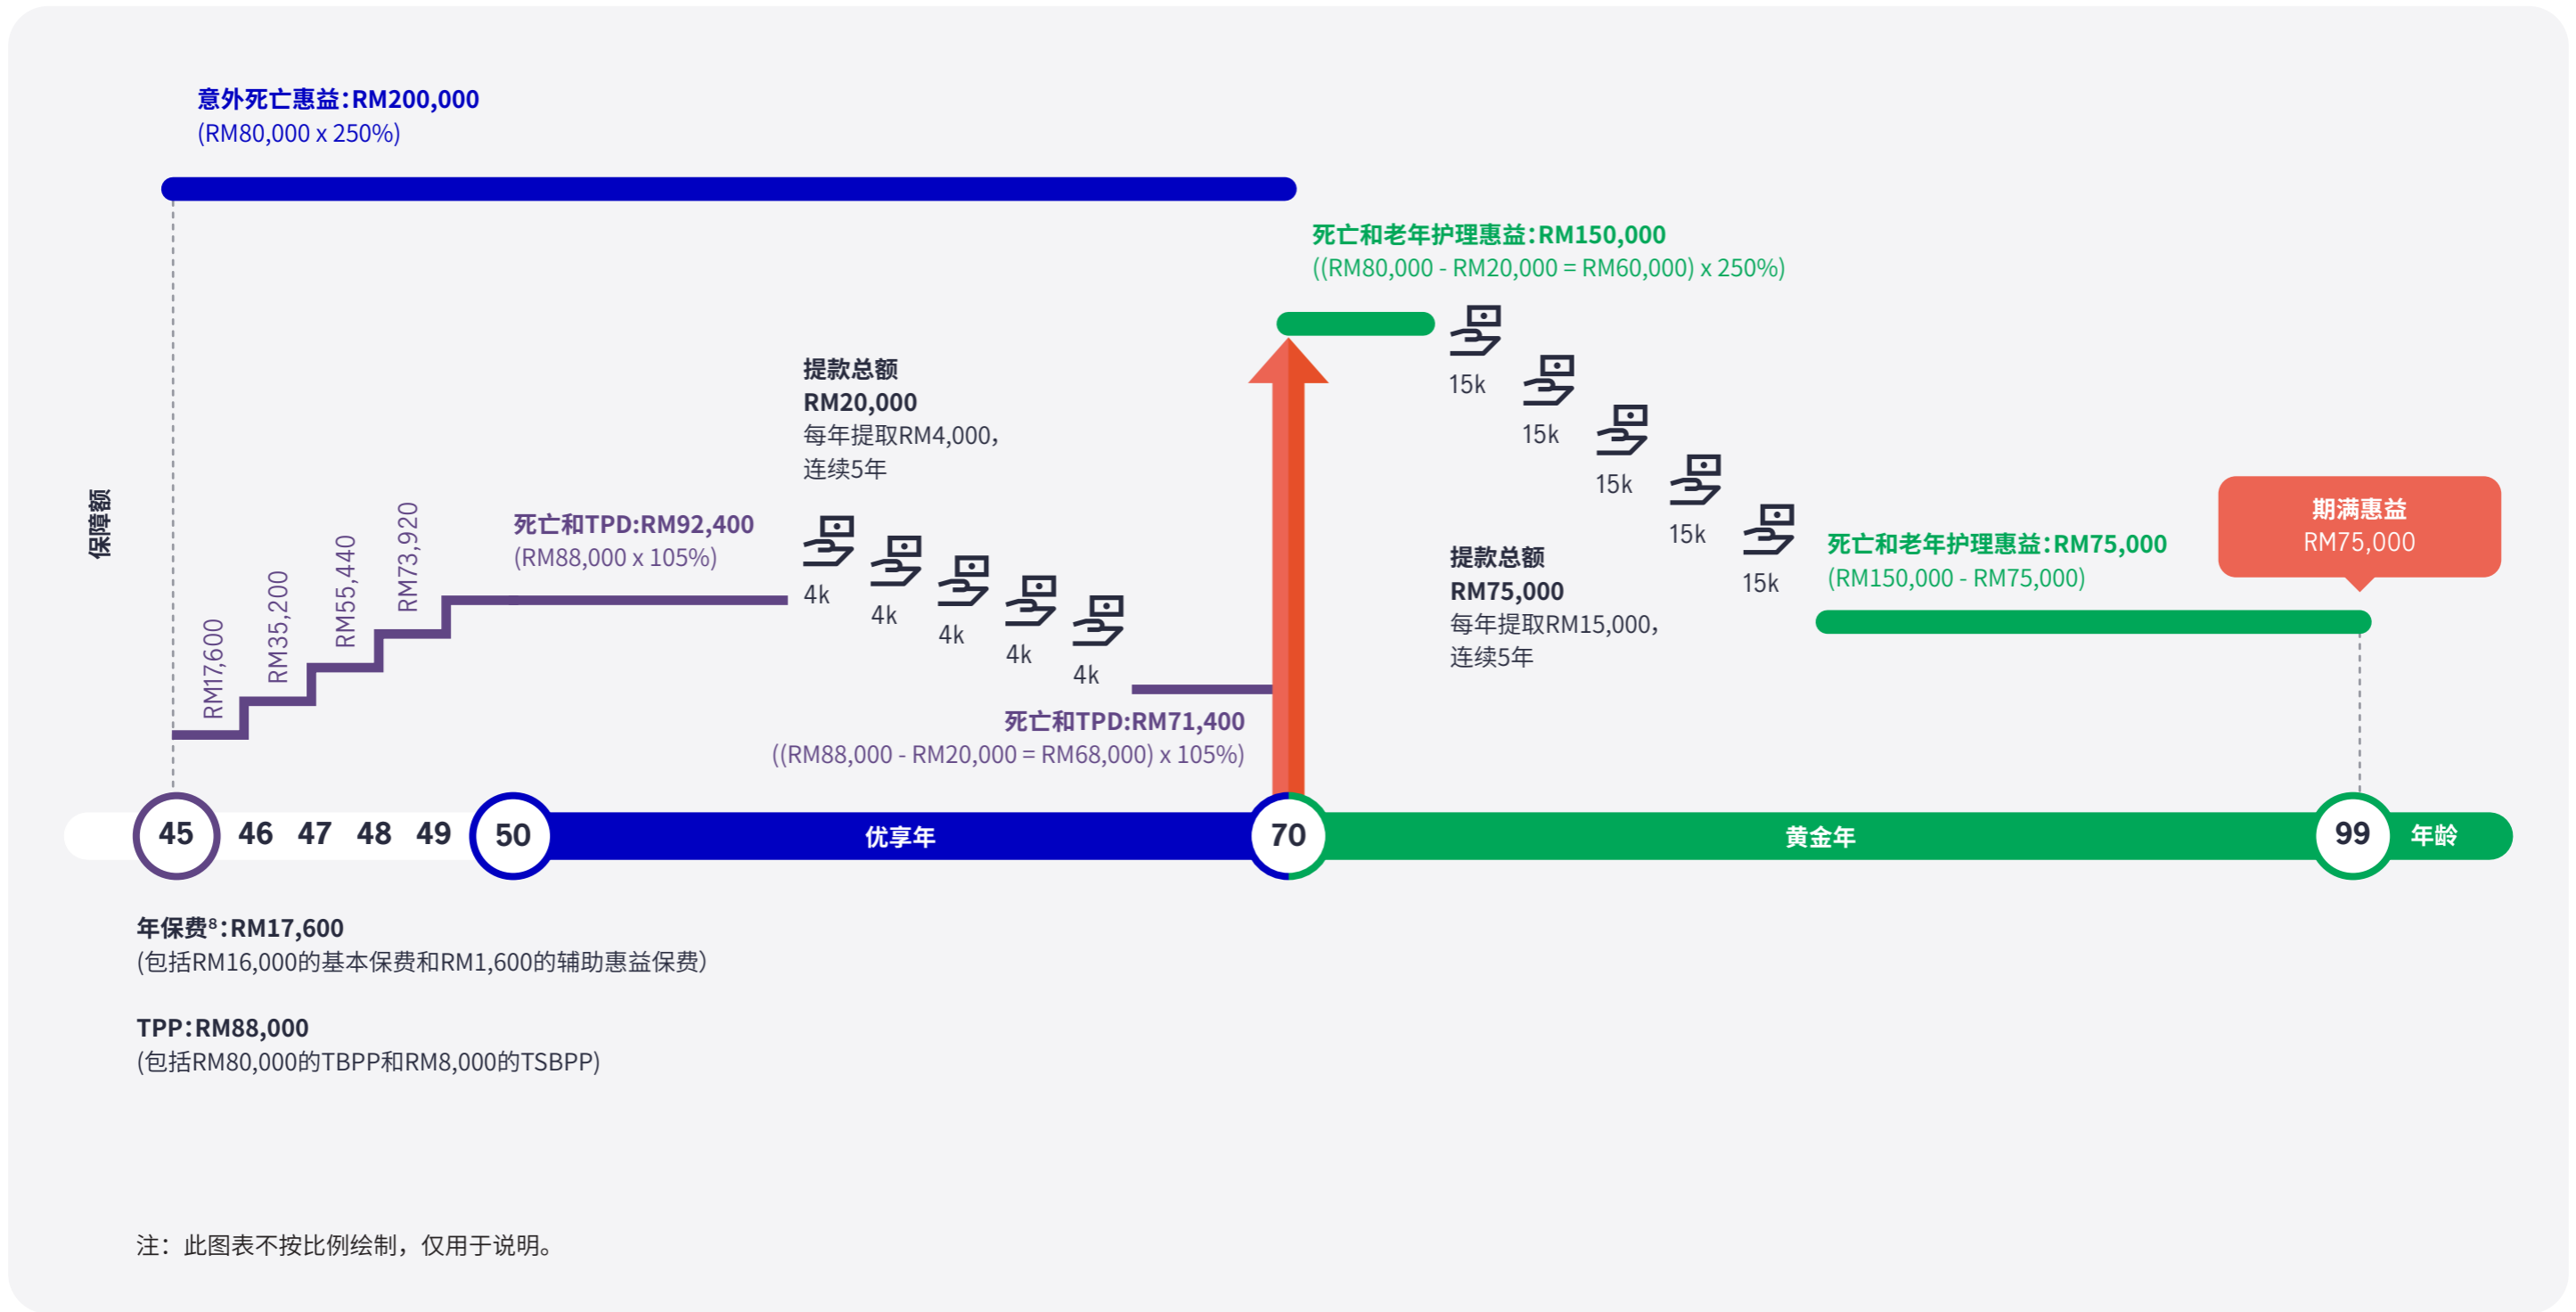 意外死亡惠益：RM200,000
(RM80,000 x 250%)
死亡和老年护理惠益：RM150,000
((RM80,000 - RM20,000 = RM60,000) x 250%)
提款总额
RM20,000
每年提取RM4,000，
连续5年
15k
15k
15k
15k
15k
保障额
RM17,600
RM35,200
RM55,440
RM73,920
死亡和TPD:RM92,400
(RM88,000 x 105%)
4k
4k
4k
4k
4k
提款总额
RM75,000
每年提取RM15,000，
连续5年
死亡和老年护理惠益：RM75,000
(RM150,000 - RM75,000)
期满惠益
RM75,000
死亡和TPD:RM71,400
((RM88,000 - RM20,000 = RM68,000) x 105%)
45 46 47 48 49 50 优享年 70 黄金年 99 年龄
年保费⁸：RM17,600
(包括RM16,000的基本保费和RM1,600的辅助惠益保费）
TPP：RM88,000
(包括RM80,000的TBPP和RM8,000的TSBPP)
注：此图表不按比例绘制，仅用于说明。